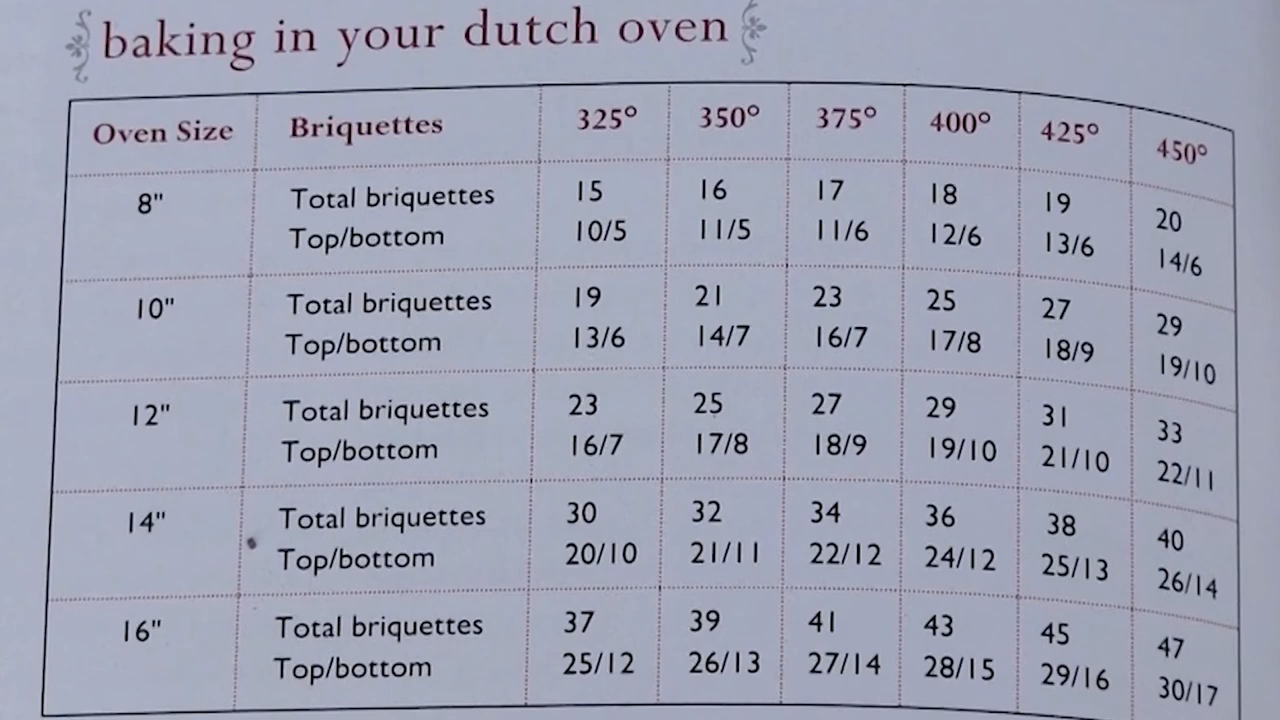 baking in your dutch oven
Oven Size Briquettes 325° 350° 375° 400° 425° 450°
8" Total briquettes 15 16 17 18 19 20
Top/bottom 10/5 11/5 11/6 12/6 13/6 14/6
10" Total briquettes 19 21 23 25 27 29
Top/bottom 13/6 14/7 16/7 17/8 18/9 19/10
12" Total briquettes 23 25 27 29 31 33
Top/bottom 16/7 17/8 18/9 19/10 21/10 22/11
14" Total briquettes 30 32 34 36 38 40
Top/bottom 20/10 21/11 22/12 24/12 25/13 26/14
16" Total briquettes 37 39 41 43 45 47
Top/bottom 25/12 26/13 27/14 28/15 29/16 30/17